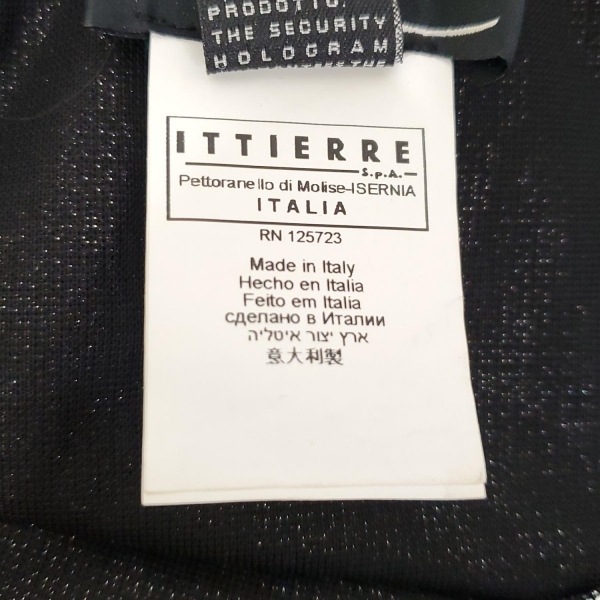 PRODOTTO.
THE SECURITY
HOLOGRAM
ITTIERRE
S.p.A.
Pettoranello di Molise-ISERNIA
ITALIA
RN 125723
Made in Italy
Hecho en Italia
Feito em Italia
сделано в Италии
ארץ יצור איטליה
意大利製